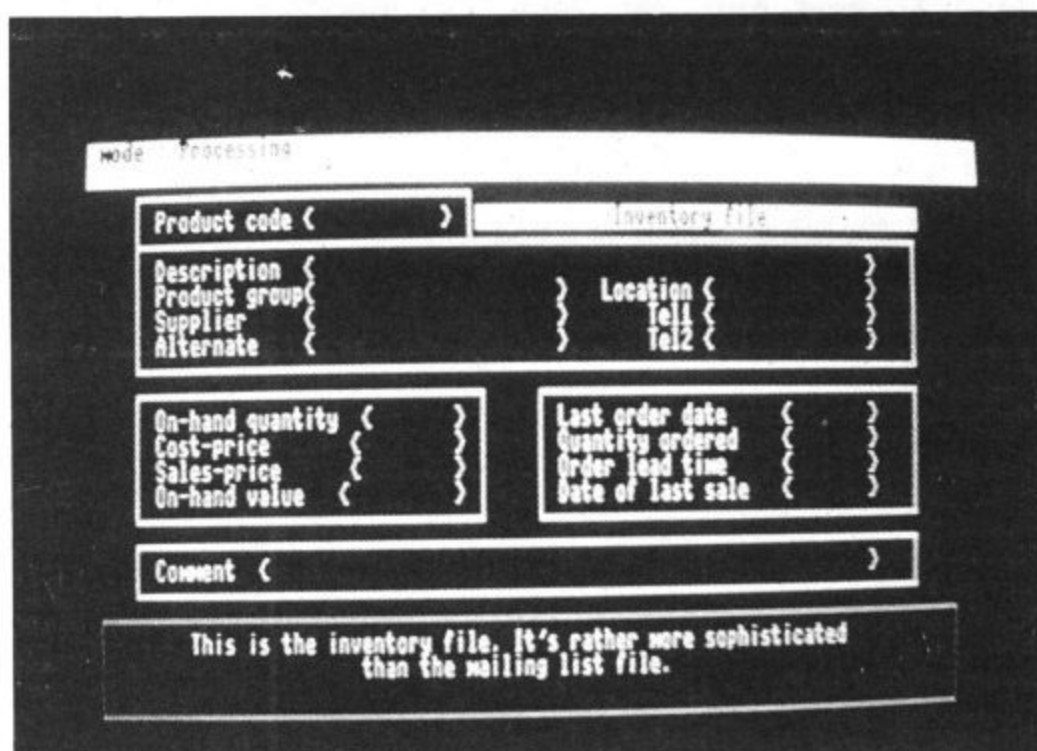 mode Processing
Product code { }
Inventory file
Description { }
Product group{ } Location { }
Supplier { } Tel1 { }
Alternate { } Tel2 { }
On-hand quantity { }
Cost-price { }
Sales-price { }
On-hand value { }
Last order date { }
Quantity ordered { }
Order lead time { }
Date of last sale { }
Comment { }
This is the inventory file. It's rather more sophisticated
than the mailing list file.